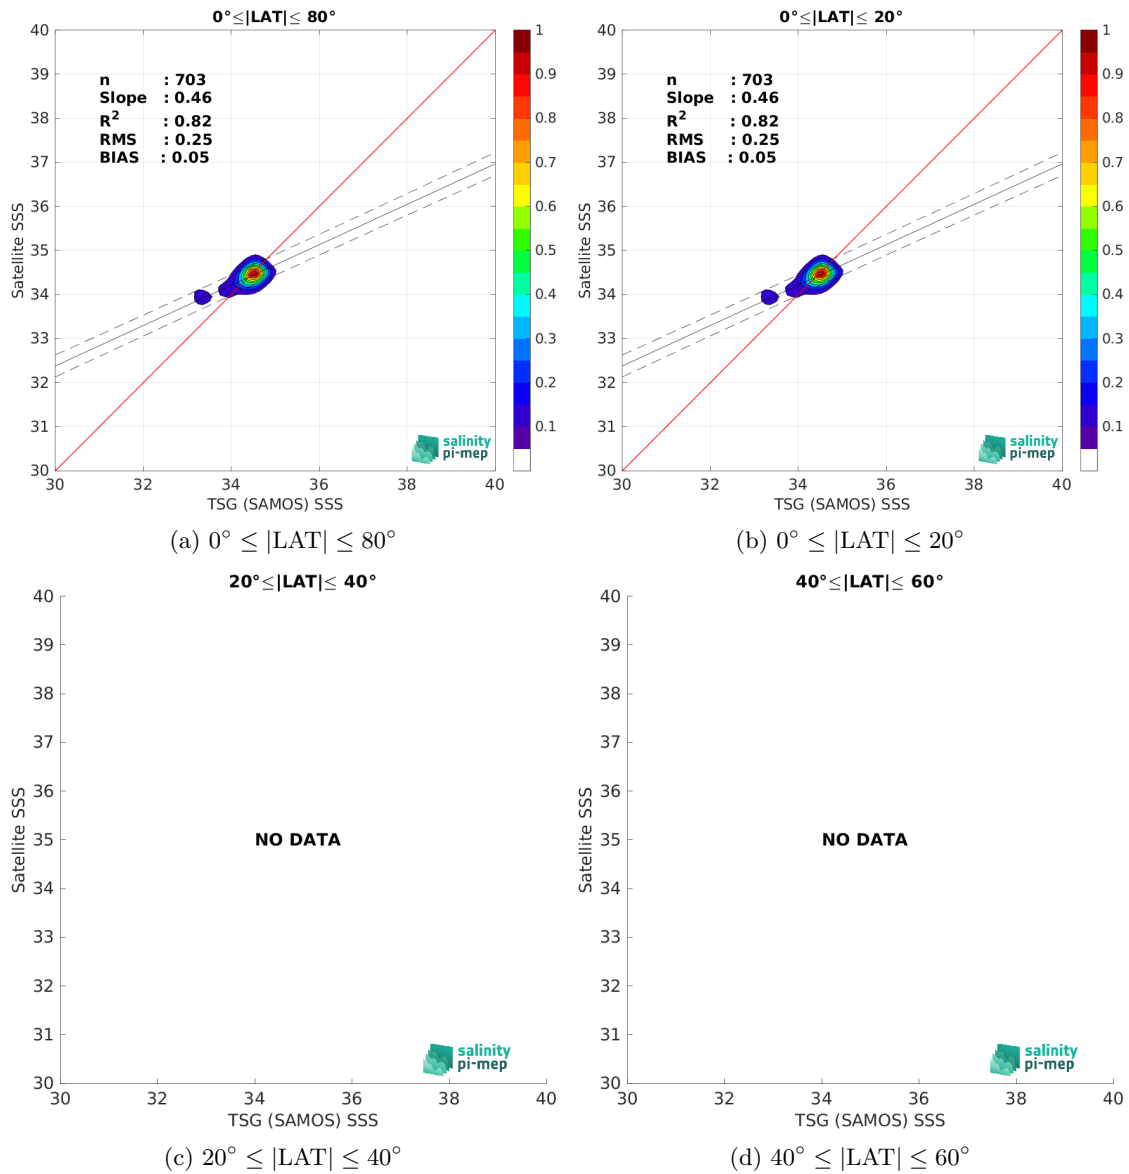 0°≤|LAT|≤ 80°
40
39
38
37
36
35
34
33
32
31
30
30 32 34 36 38 40
Satellite SSS
TSG (SAMOS) SSS
n : 703
Slope : 0.46
R² : 0.82
RMS : 0.25
BIAS : 0.05
1
0.9
0.8
0.7
0.6
0.5
0.4
0.3
0.2
0.1
salinity
pi-mep
(a) 0° ≤ |LAT| ≤ 80°
0°≤|LAT|≤ 20°
40
39
38
37
36
35
34
33
32
31
30
30 32 34 36 38 40
Satellite SSS
TSG (SAMOS) SSS
n : 703
Slope : 0.46
R² : 0.82
RMS : 0.25
BIAS : 0.05
1
0.9
0.8
0.7
0.6
0.5
0.4
0.3
0.2
0.1
salinity
pi-mep
(b) 0° ≤ |LAT| ≤ 20°
20°≤|LAT|≤ 40°
40
39
38
37
36
35
34
33
32
31
30
30 32 34 36 38 40
Satellite SSS
TSG (SAMOS) SSS
NO DATA
salinity
pi-mep
(c) 20° ≤ |LAT| ≤ 40°
40°≤|LAT|≤ 60°
40
39
38
37
36
35
34
33
32
31
30
30 32 34 36 38 40
Satellite SSS
TSG (SAMOS) SSS
NO DATA
salinity
pi-mep
(d) 40° ≤ |LAT| ≤ 60°